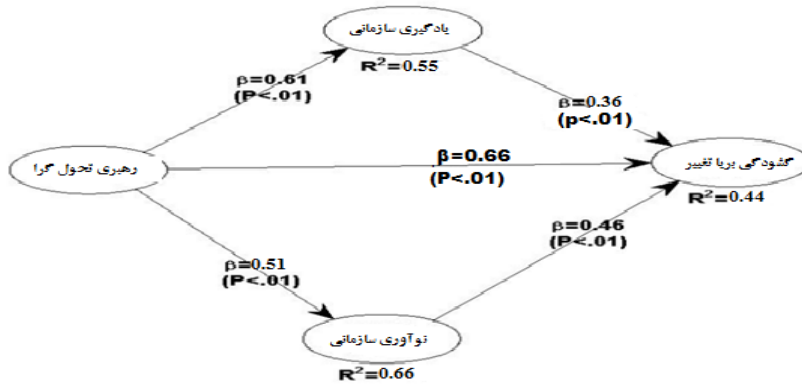 یادگیری سازمانی
R²=0.55
β=0.61
(P<.01)
β=0.36
(p<.01)
رهبری تحول گرا
β=0.66
(P<.01)
گشودگی بریا تغییر
R²=0.44
β=0.46
(P<.01)
β=0.51
(P<.01)
نوآوری سازمانی
R²=0.66